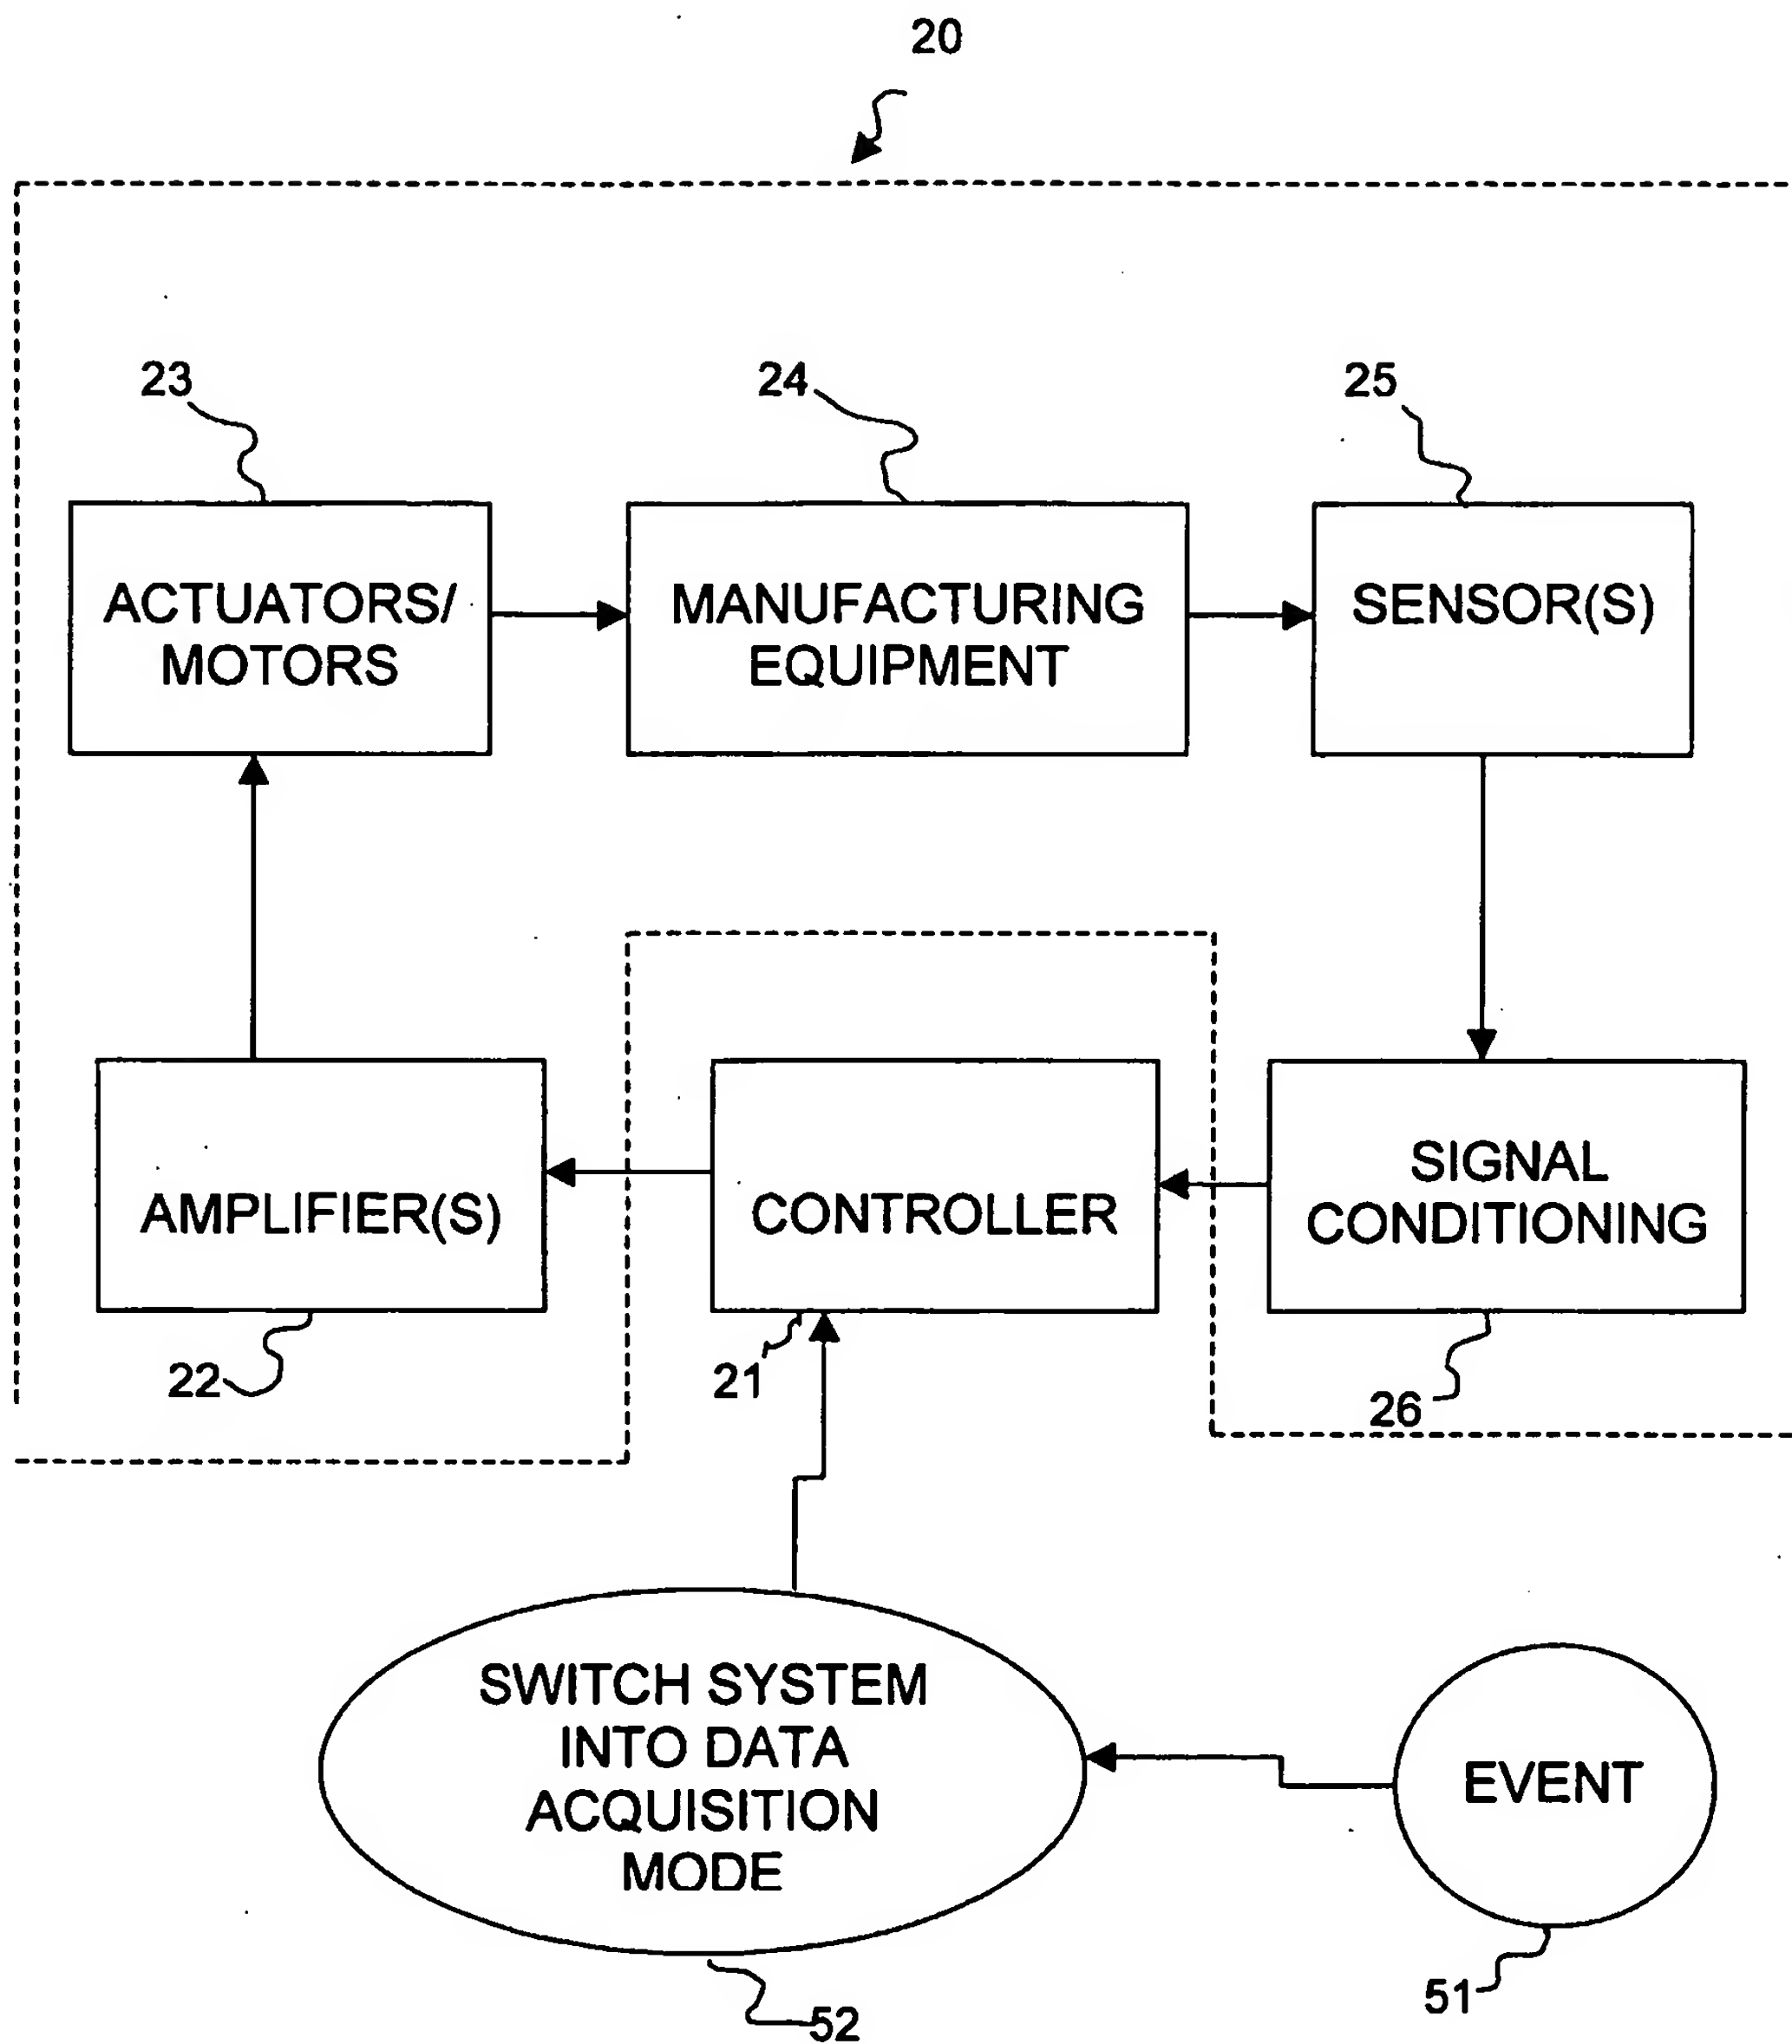 20
23
24
25
ACTUATORS/
MOTORS
MANUFACTURING
EQUIPMENT
SENSOR(S)
AMPLIFIER(S)
CONTROLLER
SIGNAL
CONDITIONING
22
21
26
SWITCH SYSTEM
INTO DATA
ACQUISITION
MODE
EVENT
51
52